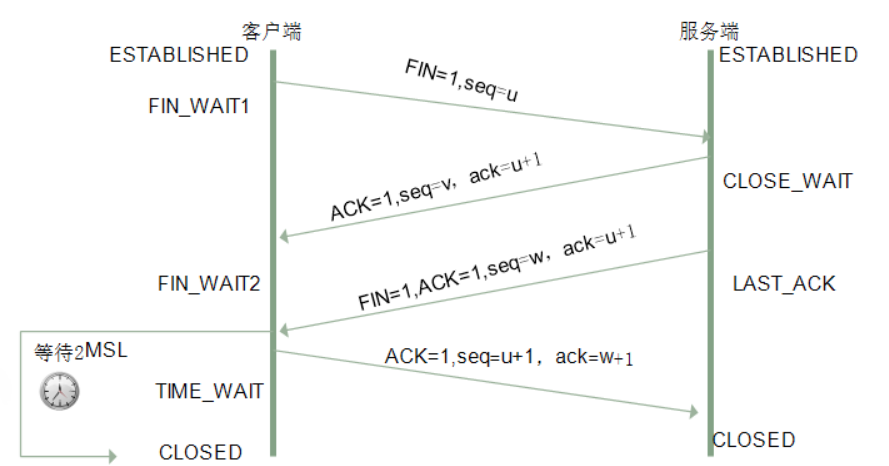 客户端
服务端
ESTABLISHED
ESTABLISHED
FIN=1,seq=u
FIN_WAIT1
ACK=1,seq=v，ack=u+1
CLOSE_WAIT
FIN=1,ACK=1,seq=w，ack=u+1
FIN_WAIT2
LAST_ACK
等待2MSL
ACK=1,seq=u+1，ack=w+1
TIME_WAIT
CLOSED
CLOSED